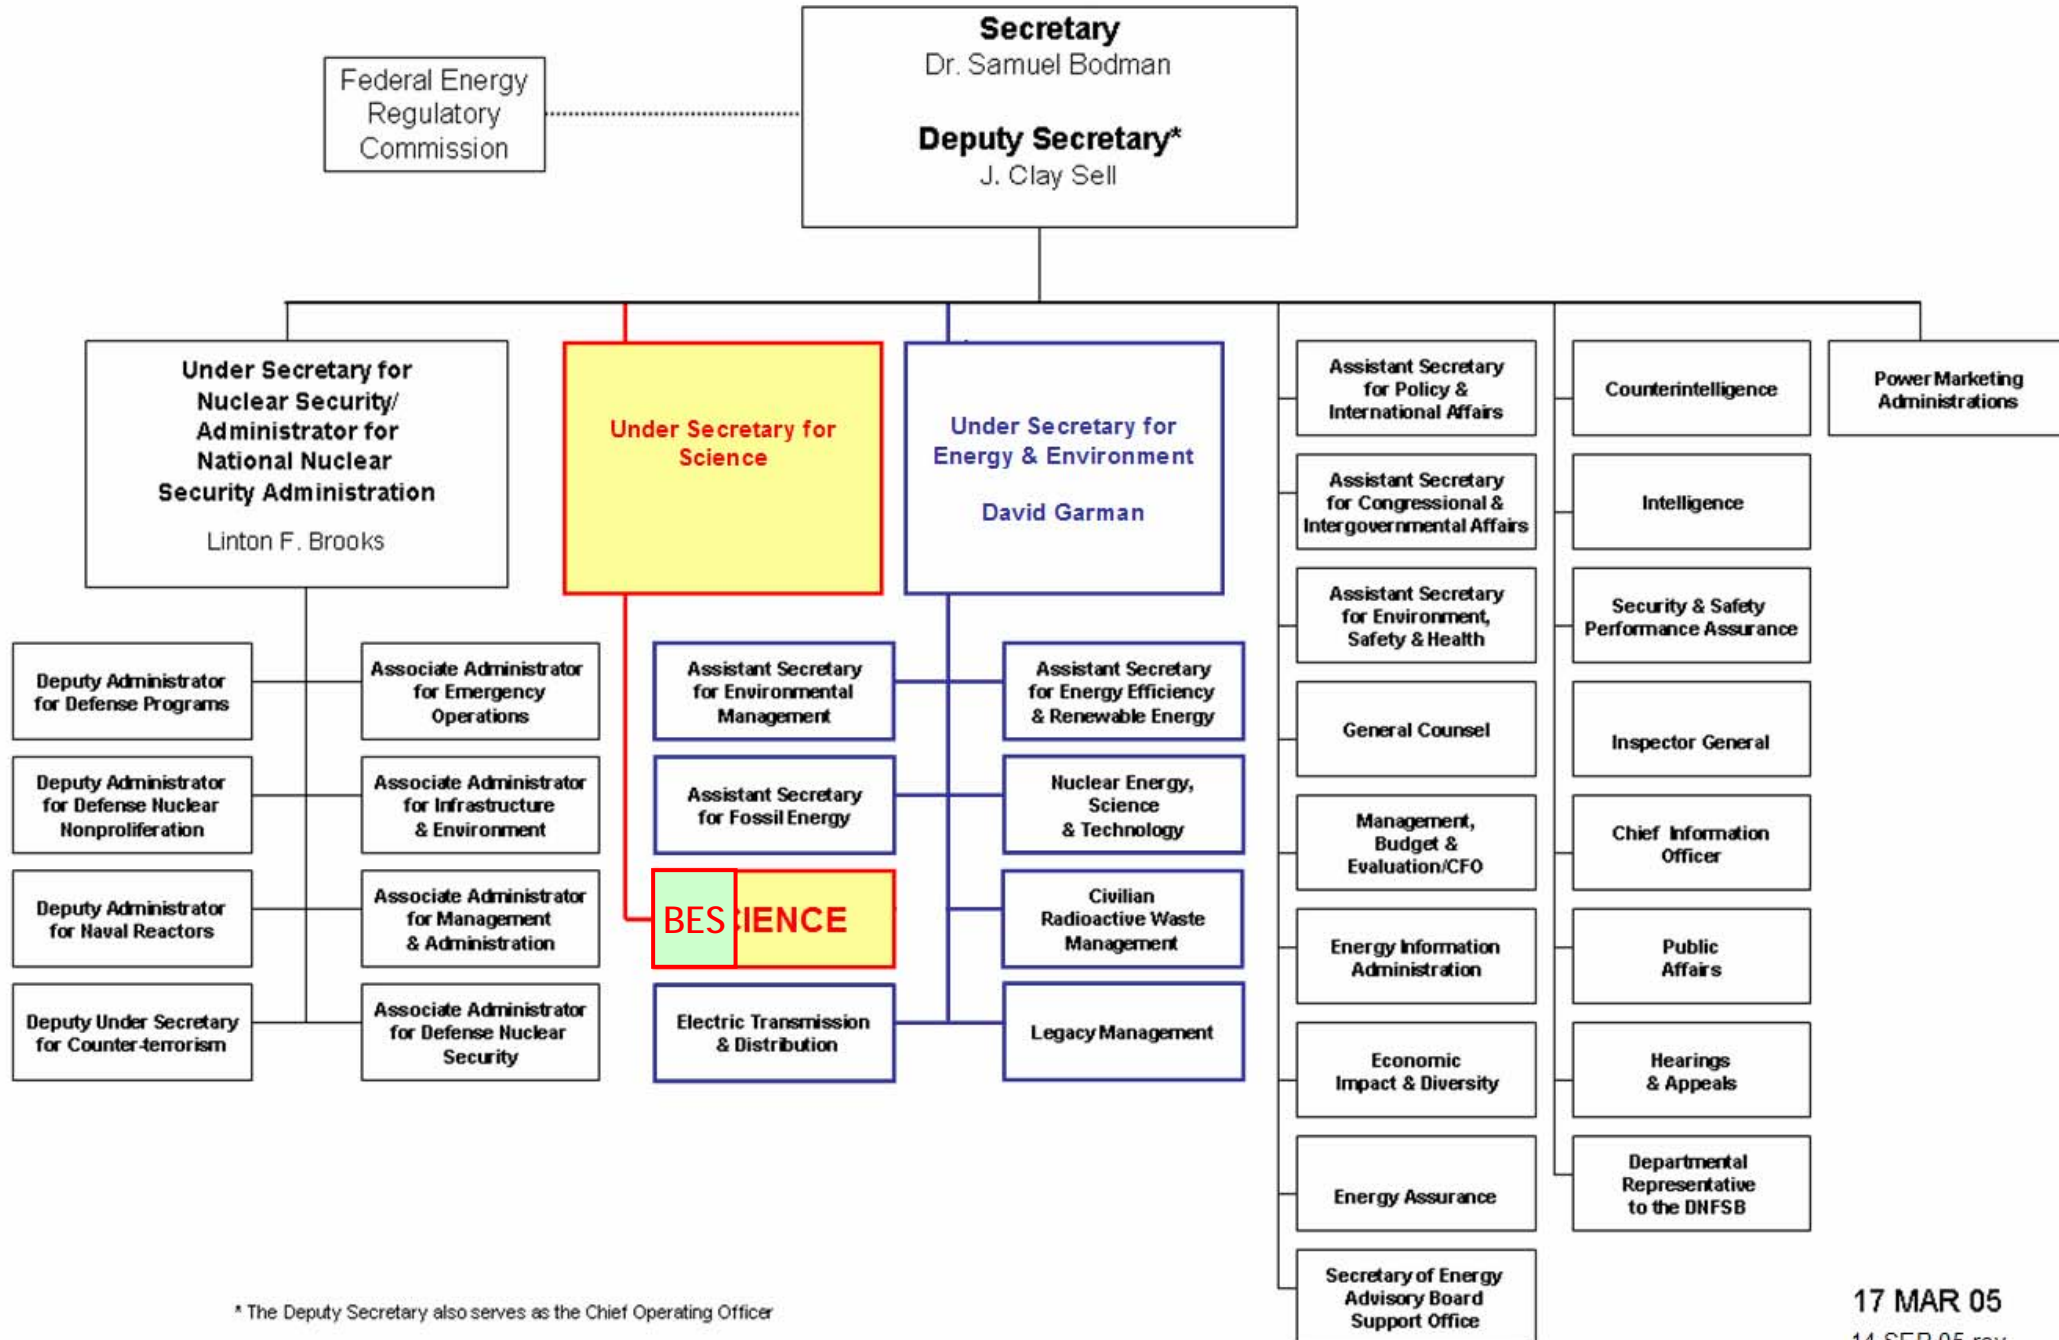 Secretary
Dr. Samuel Bodman
Deputy Secretary*
J. Clay Sell
Federal Energy
Regulatory
Commission
Under Secretary for
Nuclear Security/
Administrator for
National Nuclear
Security Administration
Linton F. Brooks
Under Secretary for
Science
Under Secretary for
Energy & Environment
David Garman
Deputy Administrator
for Defense Programs
Associate Administrator
for Emergency
Operations
Deputy Administrator
for Defense Nuclear
Nonproliferation
Associate Administrator
for Infrastructure
& Environment
Deputy Administrator
for Naval Reactors
Associate Administrator
for Management
& Administration
Deputy Under Secretary
for Counter-terrorism
Associate Administrator
for Defense Nuclear
Security
Assistant Secretary
for Environmental
Management
Assistant Secretary
for Energy Efficiency
& Renewable Energy
Assistant Secretary
for Fossil Energy
Nuclear Energy,
Science
& Technology
BES CIENCE
Civilian
Radioactive Waste
Management
Electric Transmission
& Distribution
Legacy Management
Assistant Secretary
for Policy &
International Affairs
Assistant Secretary
for Congressional &
Intergovernmental Affairs
Assistant Secretary
for Environment,
Safety & Health
General Counsel
Management,
Budget &
Evaluation/CFO
Energy Information
Administration
Economic
Impact & Diversity
Energy Assurance
Secretary of Energy
Advisory Board
Support Office
Counterintelligence
Intelligence
Security & Safety
Performance Assurance
Inspector General
Chief Information
Officer
Public
Affairs
Hearings
& Appeals
Departmental
Representative
to the DNFSB
Power Marketing
Administrations
* The Deputy Secretary also serves as the Chief Operating Officer
17 MAR 05
14 SEP 05 rev